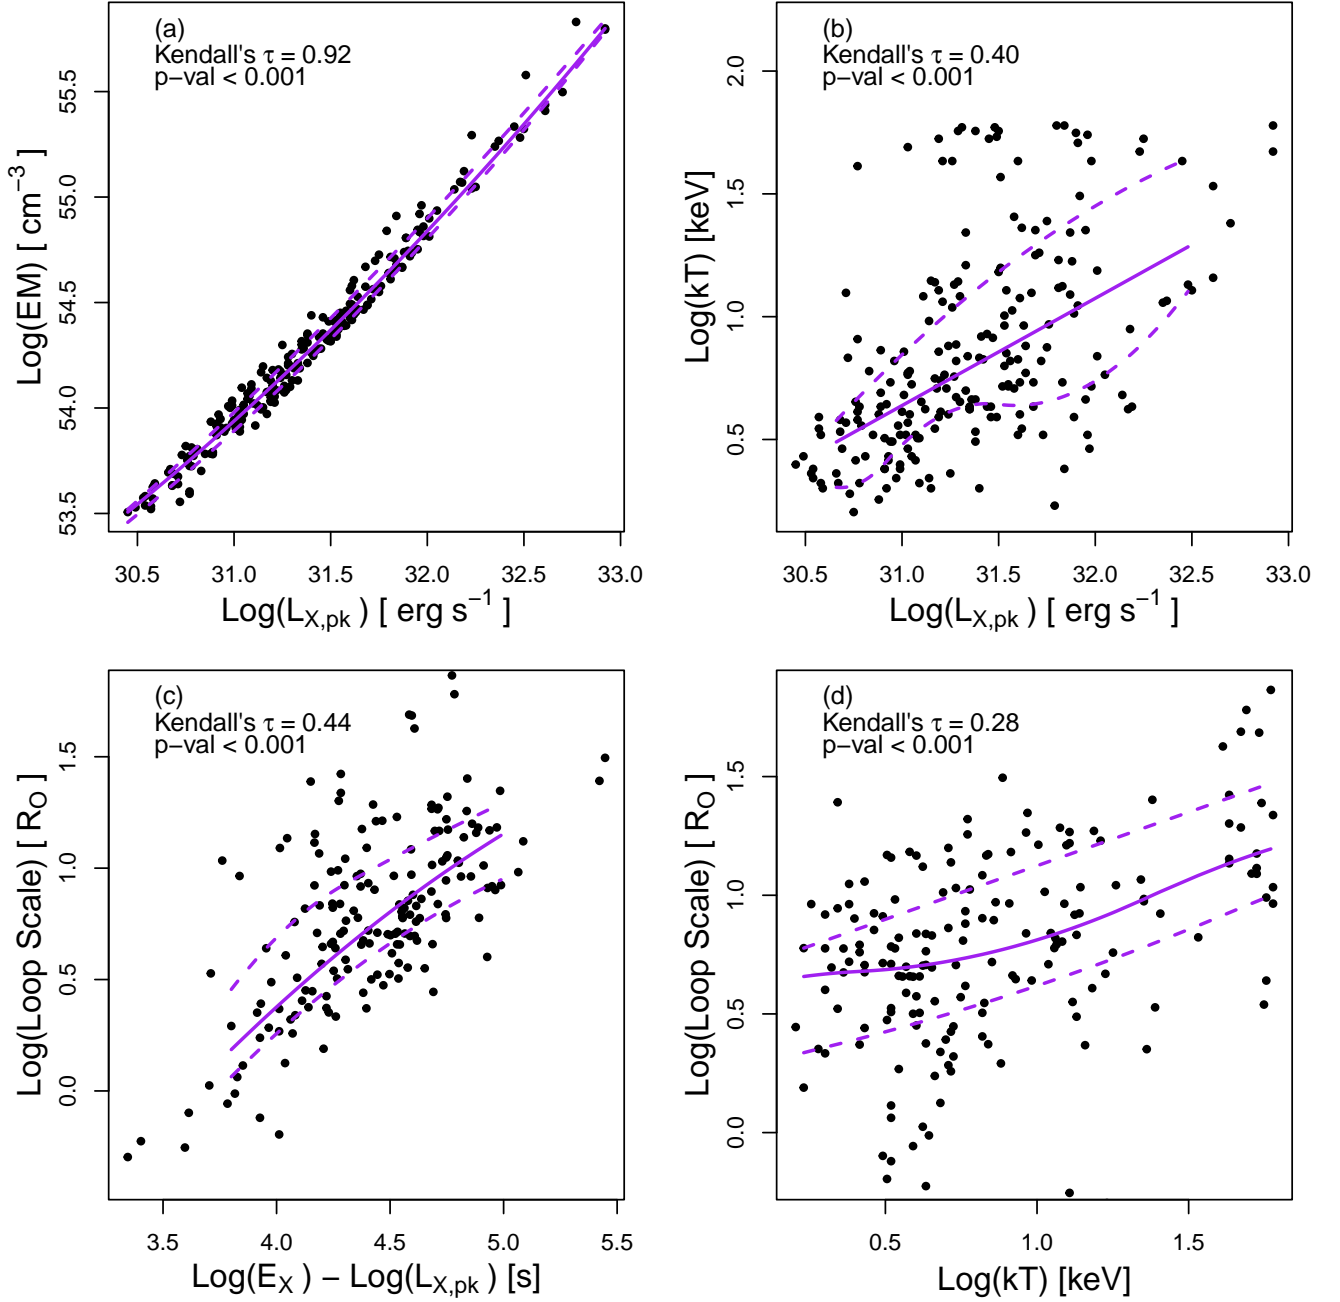 (a)
Kendall's τ = 0.92
p−val < 0.001
Log(EM) [ cm⁻³ ]
55.5
55.0
54.5
54.0
53.5
30.5 31.0 31.5 32.0 32.5 33.0
Log(L_X,pk ) [ erg s⁻¹ ]
(b)
Kendall's τ = 0.40
p−val < 0.001
Log(kT) [keV]
2.0
1.5
1.0
0.5
30.5 31.0 31.5 32.0 32.5 33.0
Log(L_X,pk ) [ erg s⁻¹ ]
(c)
Kendall's τ = 0.44
p−val < 0.001
Log(Loop Scale) [ R_O ]
1.5
1.0
0.5
0.0
3.5 4.0 4.5 5.0 5.5
Log(E_X ) − Log(L_X,pk ) [s]
(d)
Kendall's τ = 0.28
p−val < 0.001
Log(Loop Scale) [ R_O ]
1.5
1.0
0.5
0.0
0.5 1.0 1.5
Log(kT) [keV]